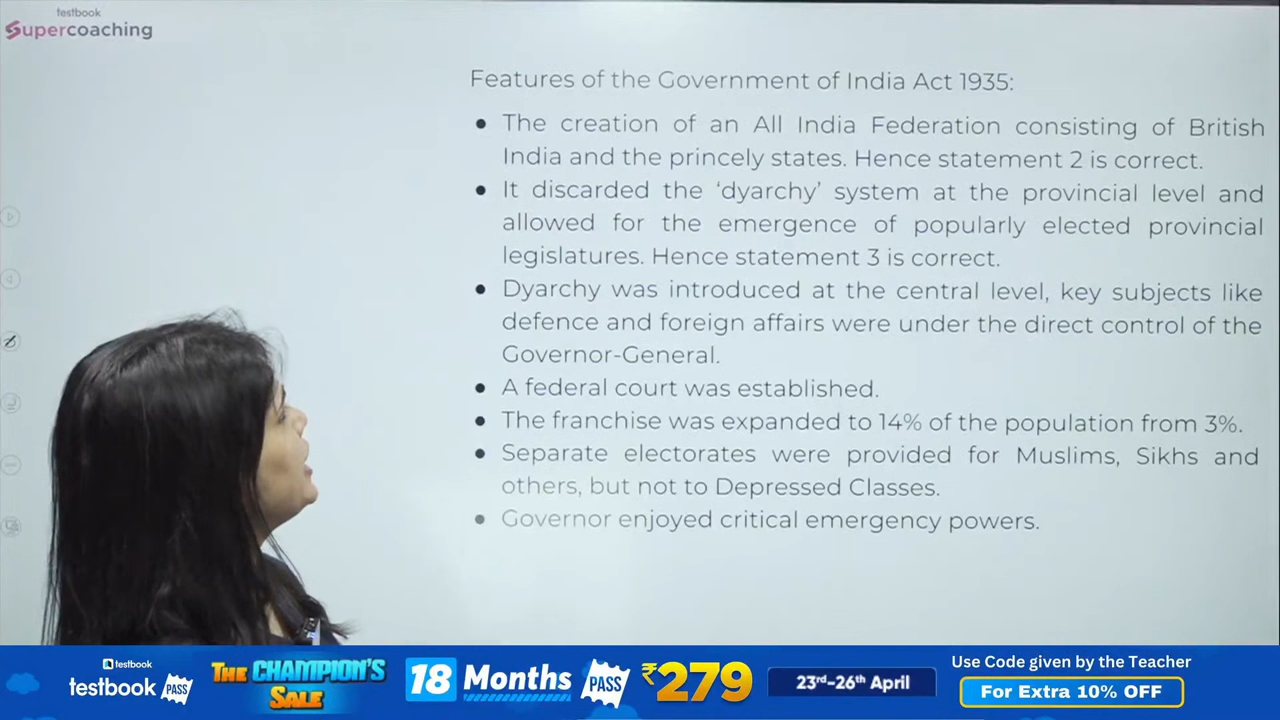 testbook
Supercoaching
Features of the Government of India Act 1935:
• The creation of an All India Federation consisting of British
India and the princely states. Hence statement 2 is correct.
• It discarded the 'dyarchy' system at the provincial level and
allowed for the emergence of popularly elected provincial
legislatures. Hence statement 3 is correct.
• Dyarchy was introduced at the central level, key subjects like
defence and foreign affairs were under the direct control of the
Governor-General.
• A federal court was established.
• The franchise was expanded to 14% of the population from 3%.
• Separate electorates were provided for Muslims, Sikhs and
others, but not to Depressed Classes.
• Governor enjoyed critical emergency powers.
testbook
testbook PASS
THE CHAMPION'S
SALE
18 Months PASS ₹279
23rd-26th April
Use Code given by the Teacher
For Extra 10% OFF